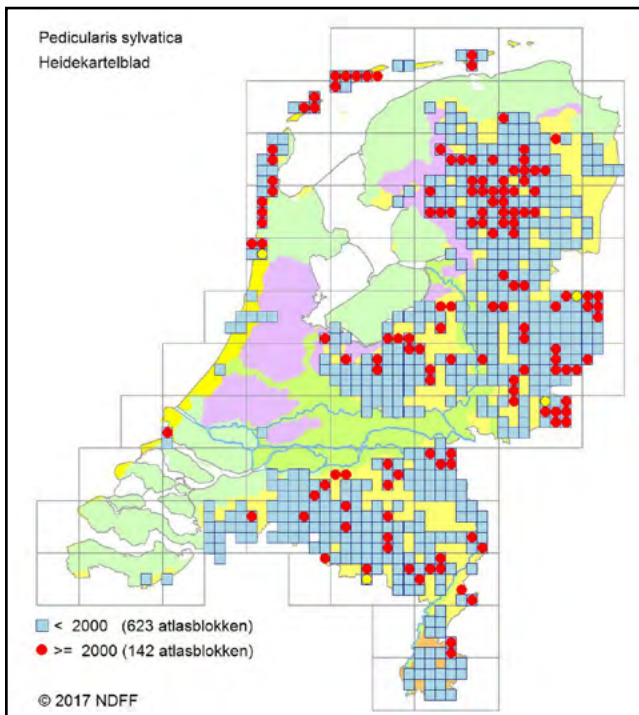 Pedicularis sylvatica
Heidekartelblad
< 2000 (623 atlasblokken)
>= 2000 (142 atlasblokken)
© 2017 NDFF